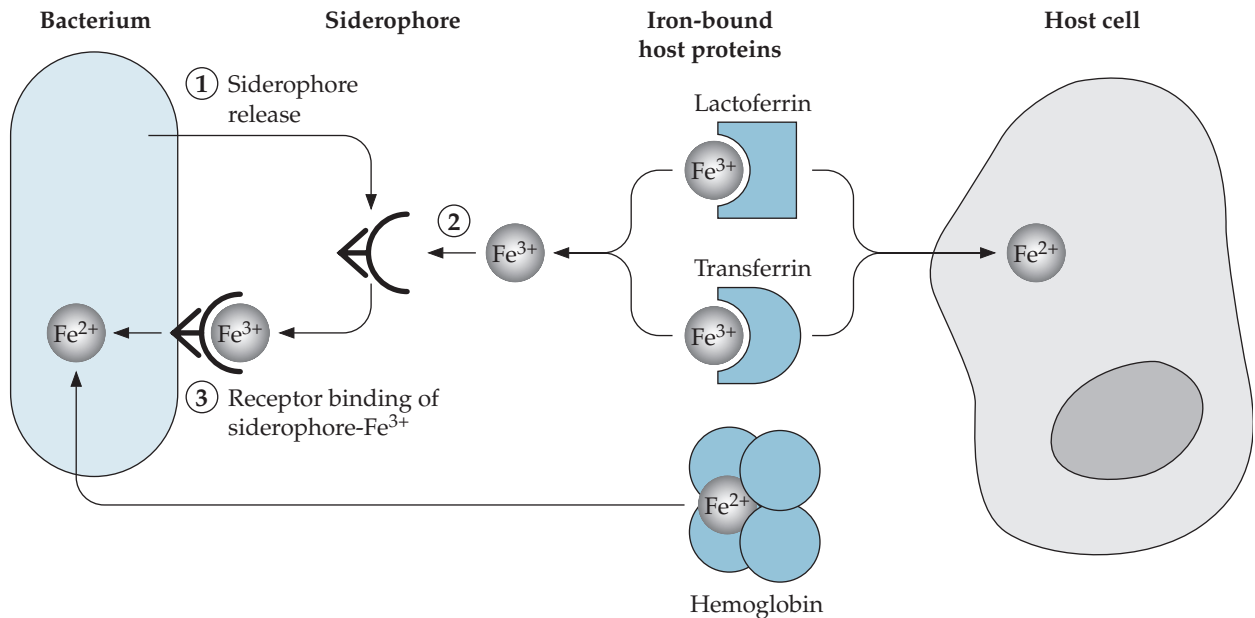 Bacterium
Siderophore
Iron-bound
host proteins
Host cell
1 Siderophore
release
Lactoferrin
Fe³⁺
2
Fe³⁺
Fe²⁺
Transferrin
Fe³⁺
Fe²⁺
Fe³⁺
3 Receptor binding of
siderophore-Fe³⁺
Fe²⁺
Hemoglobin